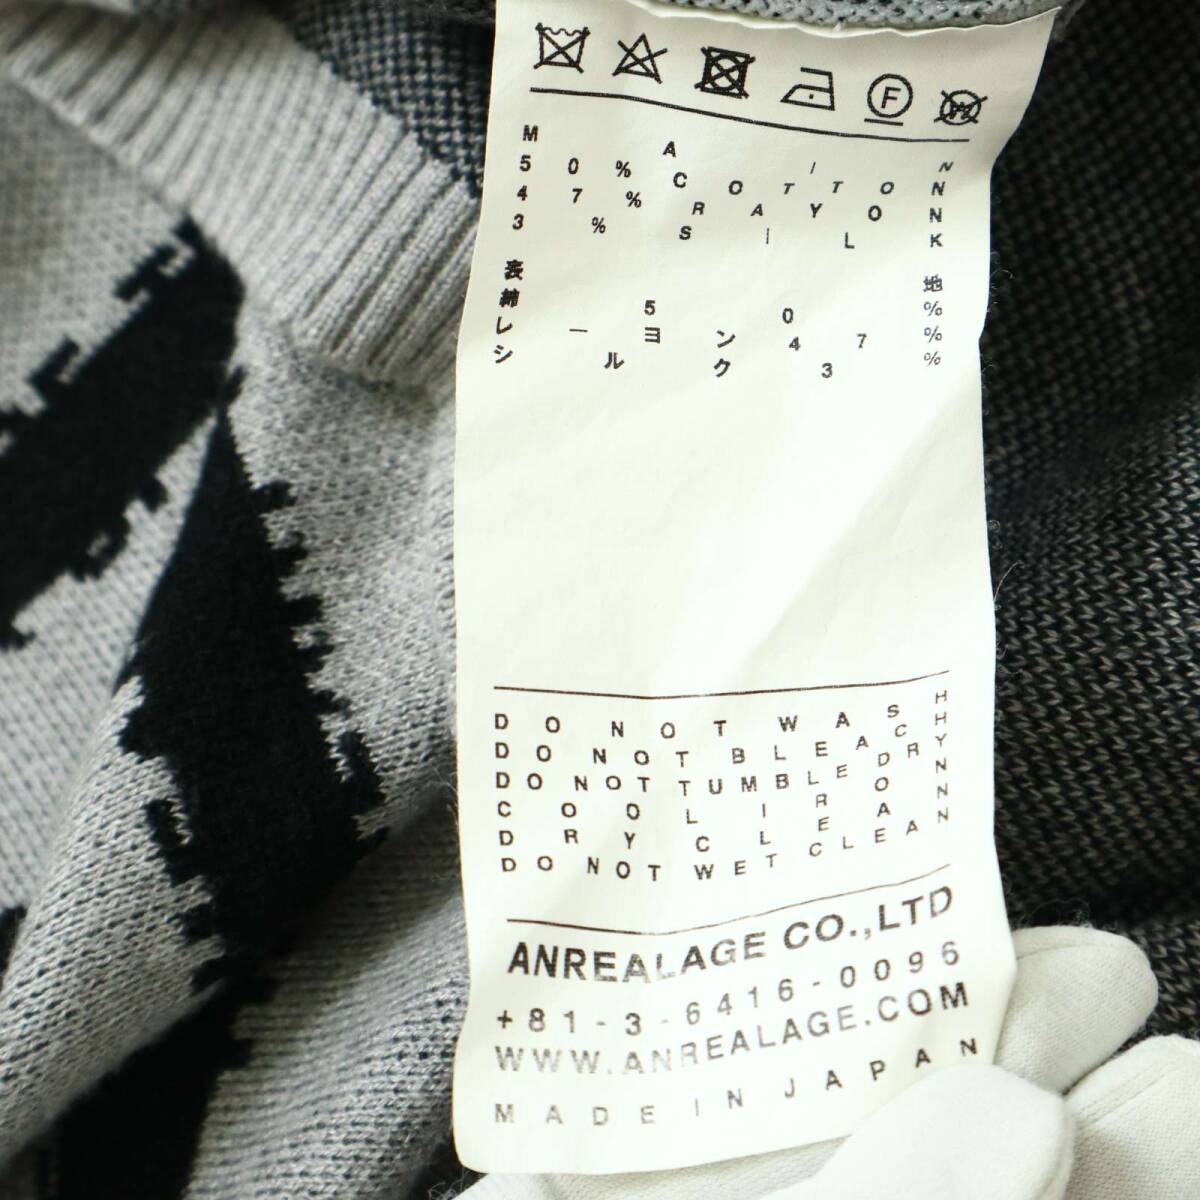 F
M A I N
50% COTTON
47% RAYON
3% SILK
表地
綿 50%
レーヨン 47%
シルク 3%
DO NOT WASH
DO NOT BLEACH
DO NOT TUMBLE DRY
COOL IRON
DRY CLEAN
DO NOT WET CLEAN
ANREALAGE CO.,LTD
+81-3-6416-0096
WWW.ANREALAGE.COM
MADE IN JAPAN